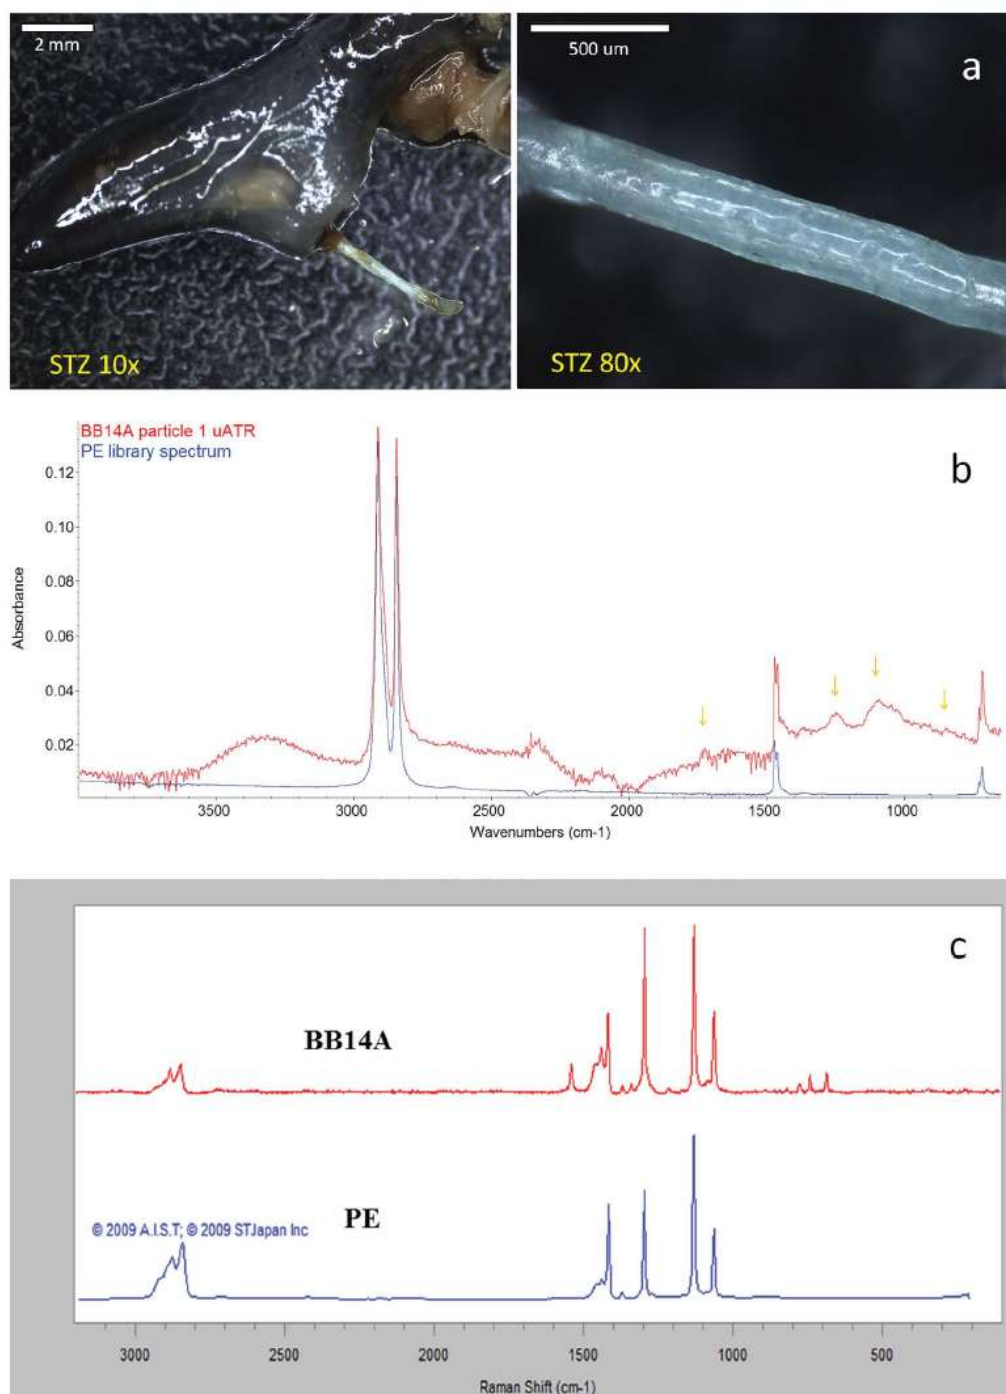 2 mm
500 um
a
STZ 10x
STZ 80x
BB14A particle 1 uATR
PE library spectrum
b
0.12
0.10
0.08
0.06
0.04
0.02
Absorbance
3500
3000
2500
2000
1500
1000
Wavenumbers (cm-1)
c
BB14A
PE
© 2009 A.I.S.T; © 2009 STJapan Inc
3000
2500
2000
1500
1000
500
Raman Shift (cm-1)